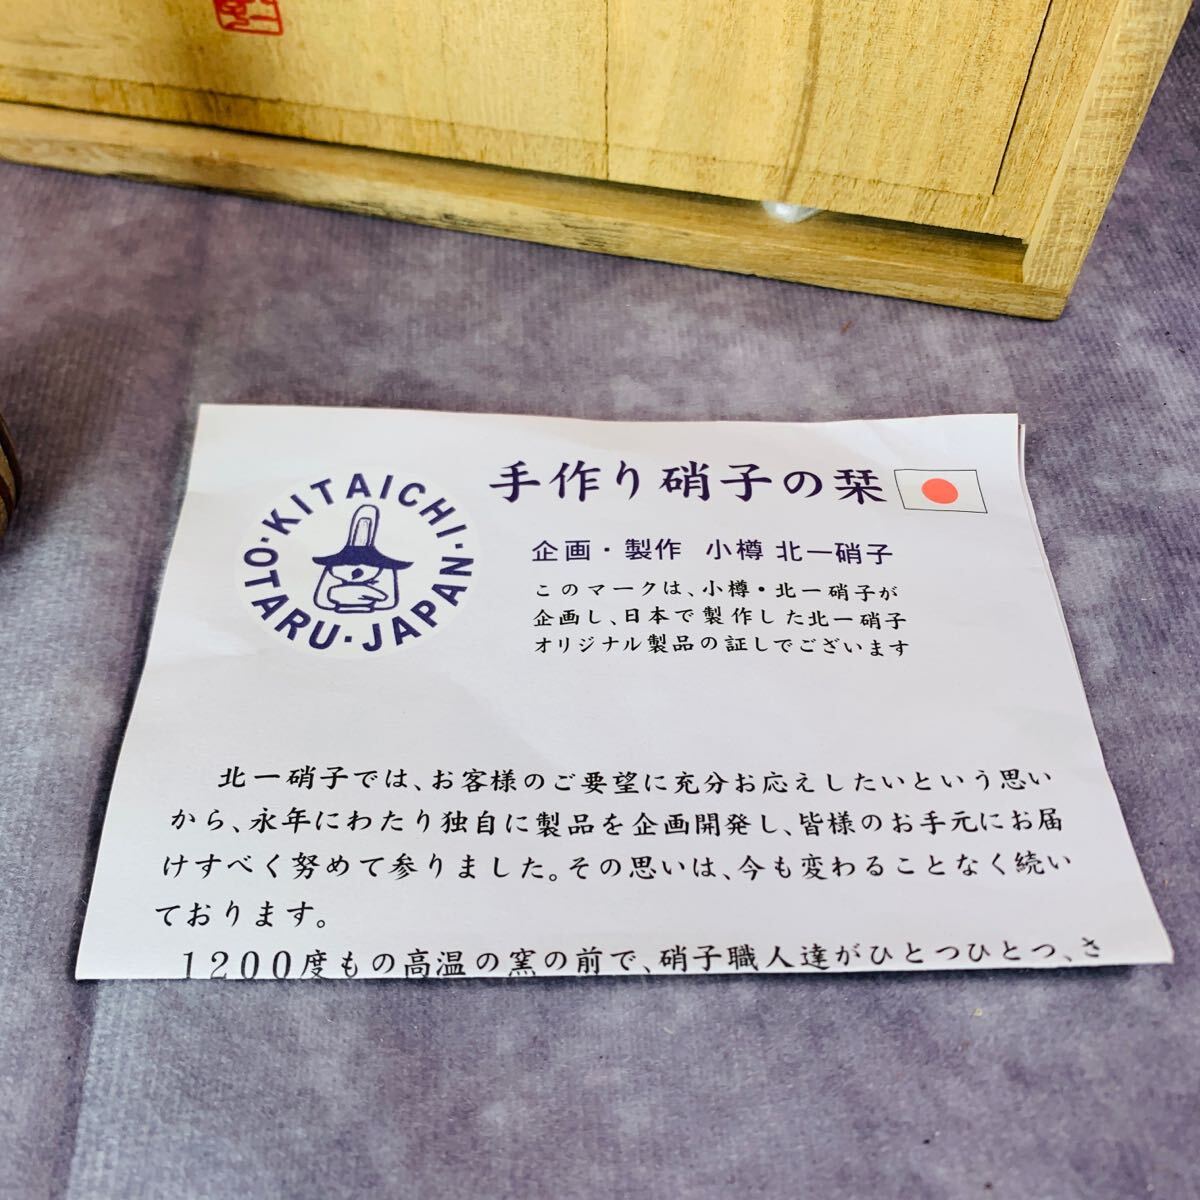 KITAICHI・OTARU・JAPAN・
手作り硝子の栞
企画・製作 小樽 北一硝子
このマークは、小樽・北一硝子が
企画し、日本で製作した北一硝子
オリジナル製品の証しでございます
北一硝子では、お客様のご要望に充分お応えしたいという思い
から、永年にわたり独自に製品を企画開発し、皆様のお手元にお届
けすべく努めて参りました。その思いは、今も変わることなく続い
ております。
1200度もの高温の窯の前で、硝子職人達がひとつひとつ、さ